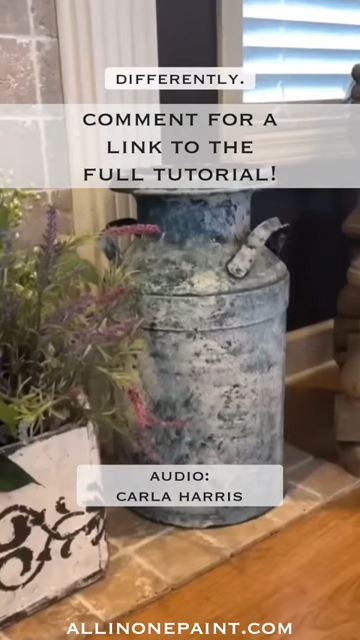 DIFFERENTLY.
COMMENT FOR A
LINK TO THE
FULL TUTORIAL!
AUDIO:
CARLA HARRIS
ALLINONEPAINT.COM